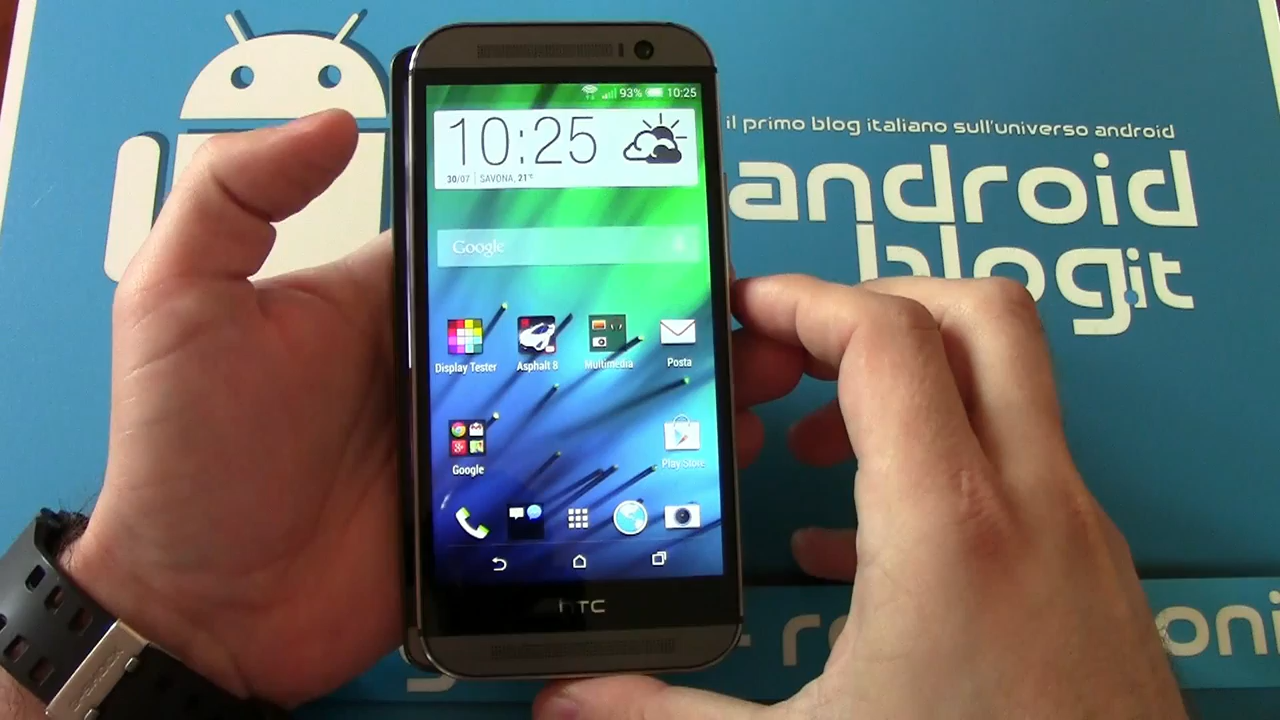 93% 10:25
10:25
30/07 SAVONA, 21°
Google
Display Tester
Asphalt 8
Multimedia
Posta
Google
Play Store
hTC
il primo blog italiano sull'universo android
android
blogit